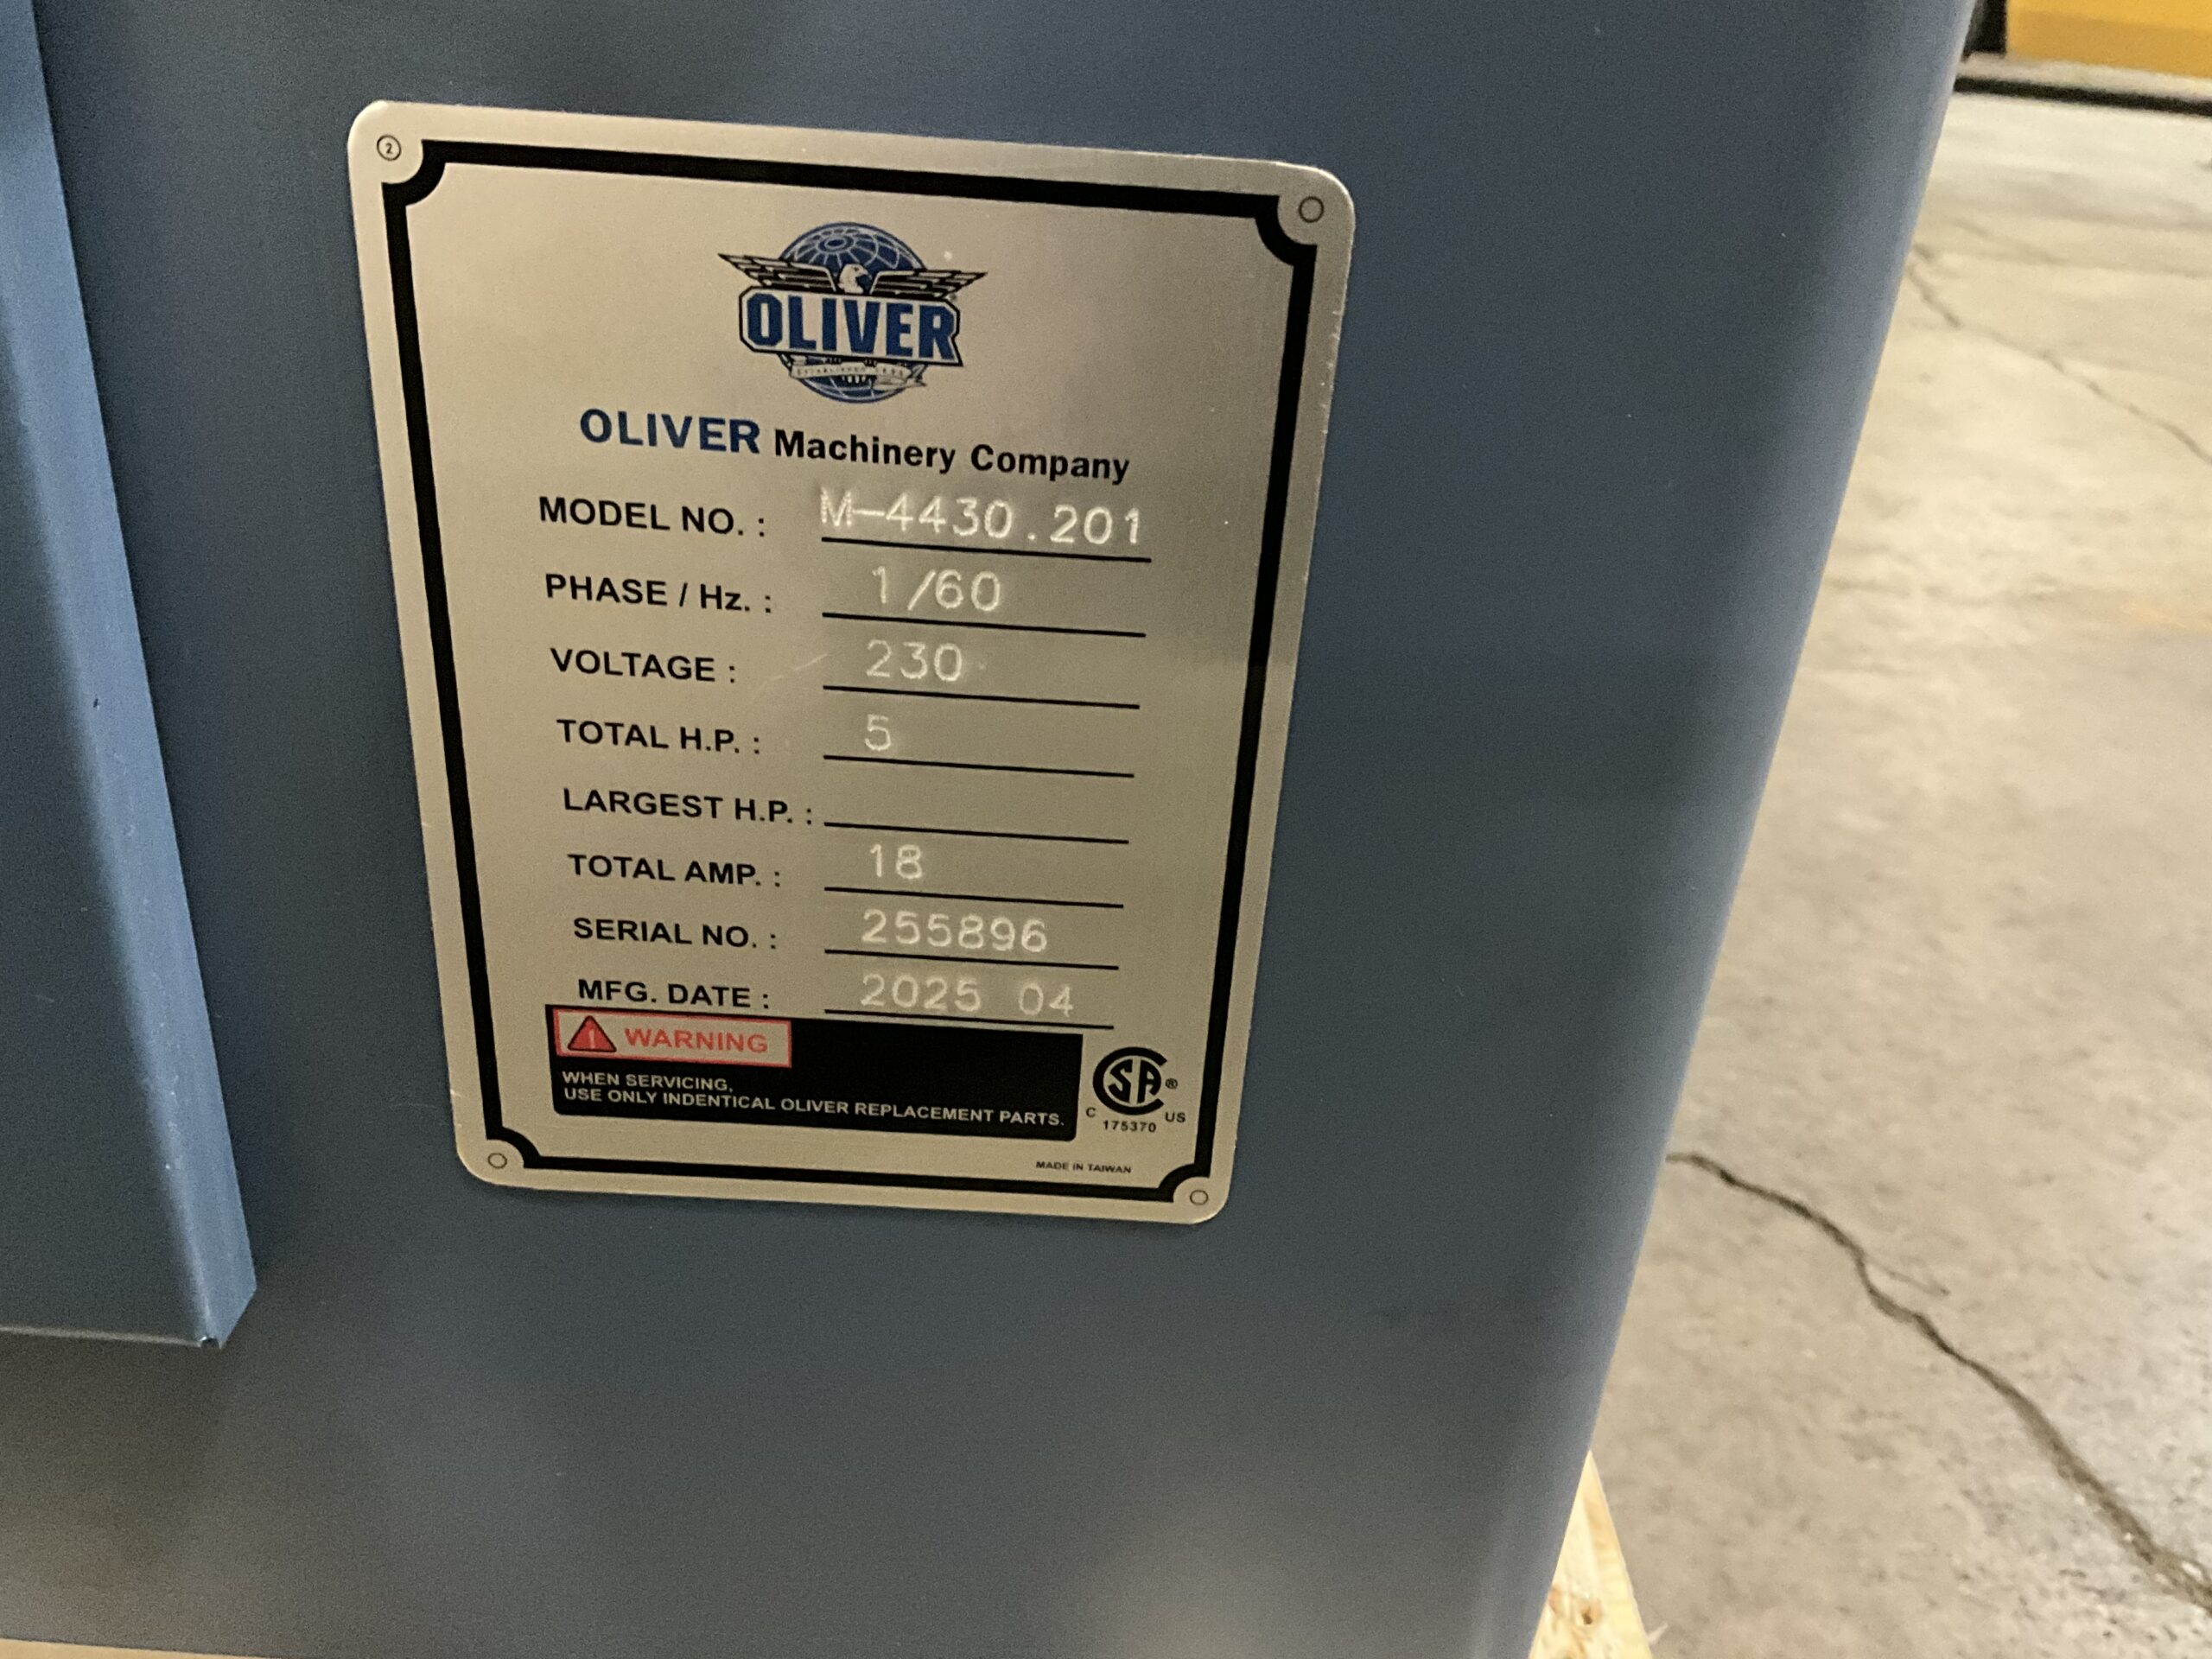 2
OLIVER
OLIVER Machinery Company
MODEL NO. : M-4430.201
PHASE / Hz. : 1/60
VOLTAGE : 230
TOTAL H.P. : 5
LARGEST H.P. :
TOTAL AMP. : 18
SERIAL NO. : 255896
MFG. DATE : 2025 04
WARNING
WHEN SERVICING,
USE ONLY INDENTICAL OLIVER REPLACEMENT PARTS.
SA ®
C US
175370
MADE IN TAIWAN